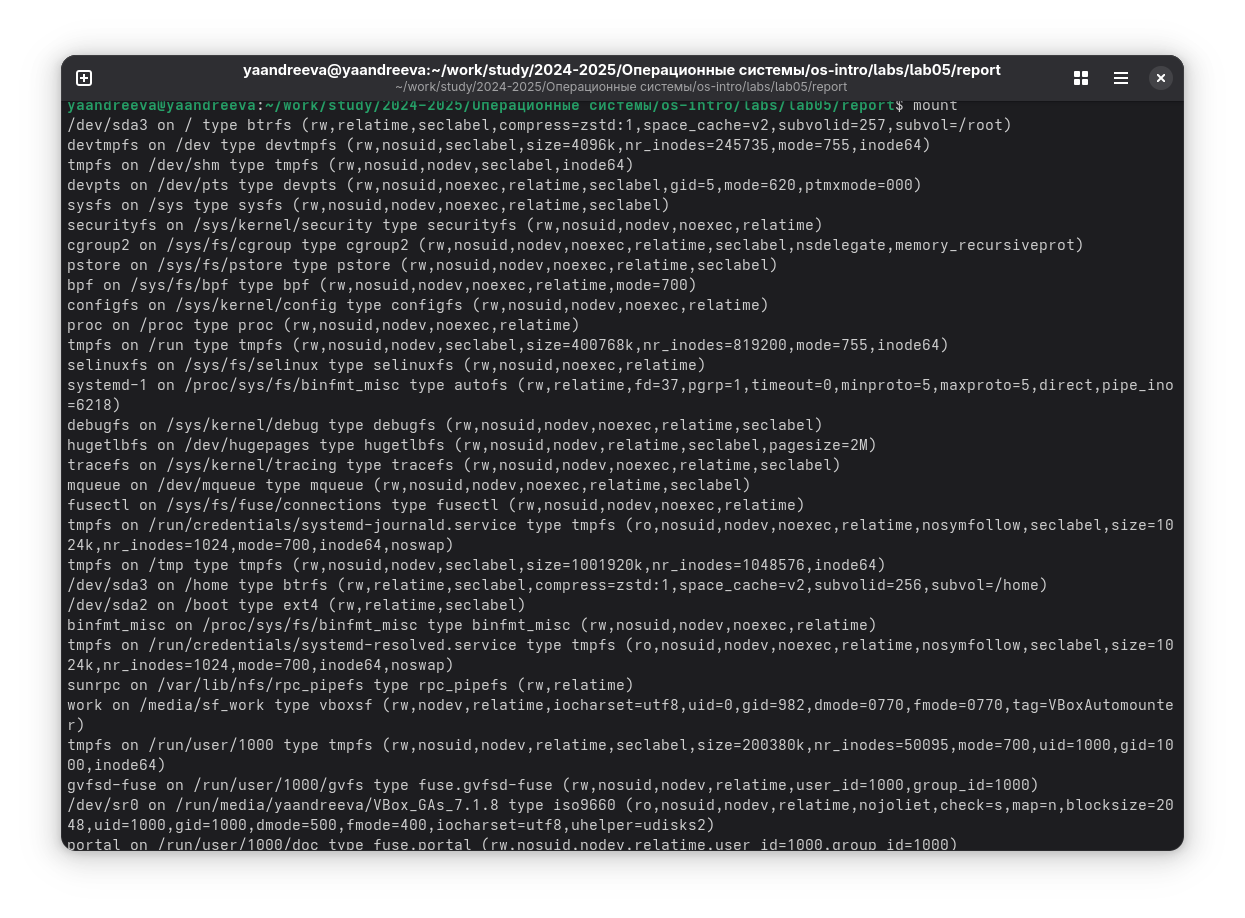 yaandreeva@yaandreeva:~/work/study/2024-2025/Операционные системы/os-intro/labs/lab05/report
~/work/study/2024-2025/Операционные системы/os-intro/labs/lab05/report
yaandreeva@yaandreeva:~/work/study/2024-2025/Операционные системы/os-intro/labs/lab05/report$ mount
/dev/sda3 on / type btrfs (rw,relatime,seclabel,compress=zstd:1,space_cache=v2,subvolid=257,subvol=/root)
devtmpfs on /dev type devtmpfs (rw,nosuid,seclabel,size=4096k,nr_inodes=245735,mode=755,inode64)
tmpfs on /dev/shm type tmpfs (rw,nosuid,nodev,seclabel,inode64)
devpts on /dev/pts type devpts (rw,nosuid,noexec,relatime,seclabel,gid=5,mode=620,ptmxmode=000)
sysfs on /sys type sysfs (rw,nosuid,nodev,noexec,relatime,seclabel)
securityfs on /sys/kernel/security type securityfs (rw,nosuid,nodev,noexec,relatime)
cgroup2 on /sys/fs/cgroup type cgroup2 (rw,nosuid,nodev,noexec,relatime,seclabel,nsdelegate,memory_recursiveprot)
pstore on /sys/fs/pstore type pstore (rw,nosuid,nodev,noexec,relatime,seclabel)
bpf on /sys/fs/bpf type bpf (rw,nosuid,nodev,noexec,relatime,mode=700)
configfs on /sys/kernel/config type configfs (rw,nosuid,nodev,noexec,relatime)
proc on /proc type proc (rw,nosuid,nodev,noexec,relatime)
tmpfs on /run type tmpfs (rw,nosuid,nodev,seclabel,size=400768k,nr_inodes=819200,mode=755,inode64)
selinuxfs on /sys/fs/selinux type selinuxfs (rw,nosuid,noexec,relatime)
systemd-1 on /proc/sys/fs/binfmt_misc type autofs (rw,relatime,fd=37,pgrp=1,timeout=0,minproto=5,maxproto=5,direct,pipe_ino
=6218)
debugfs on /sys/kernel/debug type debugfs (rw,nosuid,nodev,noexec,relatime,seclabel)
hugetlbfs on /dev/hugepages type hugetlbfs (rw,nosuid,nodev,relatime,seclabel,pagesize=2M)
tracefs on /sys/kernel/tracing type tracefs (rw,nosuid,nodev,noexec,relatime,seclabel)
mqueue on /dev/mqueue type mqueue (rw,nosuid,nodev,noexec,relatime,seclabel)
fusectl on /sys/fs/fuse/connections type fusectl (rw,nosuid,nodev,noexec,relatime)
tmpfs on /run/credentials/systemd-journald.service type tmpfs (ro,nosuid,nodev,noexec,relatime,nosymfollow,seclabel,size=10
24k,nr_inodes=1024,mode=700,inode64,noswap)
tmpfs on /tmp type tmpfs (rw,nosuid,nodev,seclabel,size=1001920k,nr_inodes=1048576,inode64)
/dev/sda3 on /home type btrfs (rw,relatime,seclabel,compress=zstd:1,space_cache=v2,subvolid=256,subvol=/home)
/dev/sda2 on /boot type ext4 (rw,relatime,seclabel)
binfmt_misc on /proc/sys/fs/binfmt_misc type binfmt_misc (rw,nosuid,nodev,noexec,relatime)
tmpfs on /run/credentials/systemd-resolved.service type tmpfs (ro,nosuid,nodev,noexec,relatime,nosymfollow,seclabel,size=10
24k,nr_inodes=1024,mode=700,inode64,noswap)
sunrpc on /var/lib/nfs/rpc_pipefs type rpc_pipefs (rw,relatime)
work on /media/sf_work type vboxsf (rw,nodev,relatime,iocharset=utf8,uid=0,gid=982,dmode=0770,fmode=0770,tag=VBoxAutomounte
r)
tmpfs on /run/user/1000 type tmpfs (rw,nosuid,nodev,relatime,seclabel,size=200380k,nr_inodes=50095,mode=700,uid=1000,gid=10
00,inode64)
gvfsd-fuse on /run/user/1000/gvfs type fuse.gvfsd-fuse (rw,nosuid,nodev,relatime,user_id=1000,group_id=1000)
/dev/sr0 on /run/media/yaandreeva/VBox_GAs_7.1.8 type iso9660 (ro,nosuid,nodev,relatime,nojoliet,check=s,map=n,blocksize=20
48,uid=1000,gid=1000,dmode=500,fmode=400,iocharset=utf8,uhelper=udisks2)
portal on /run/user/1000/doc type fuse.portal (rw,nosuid,nodev,relatime,user_id=1000,group_id=1000)